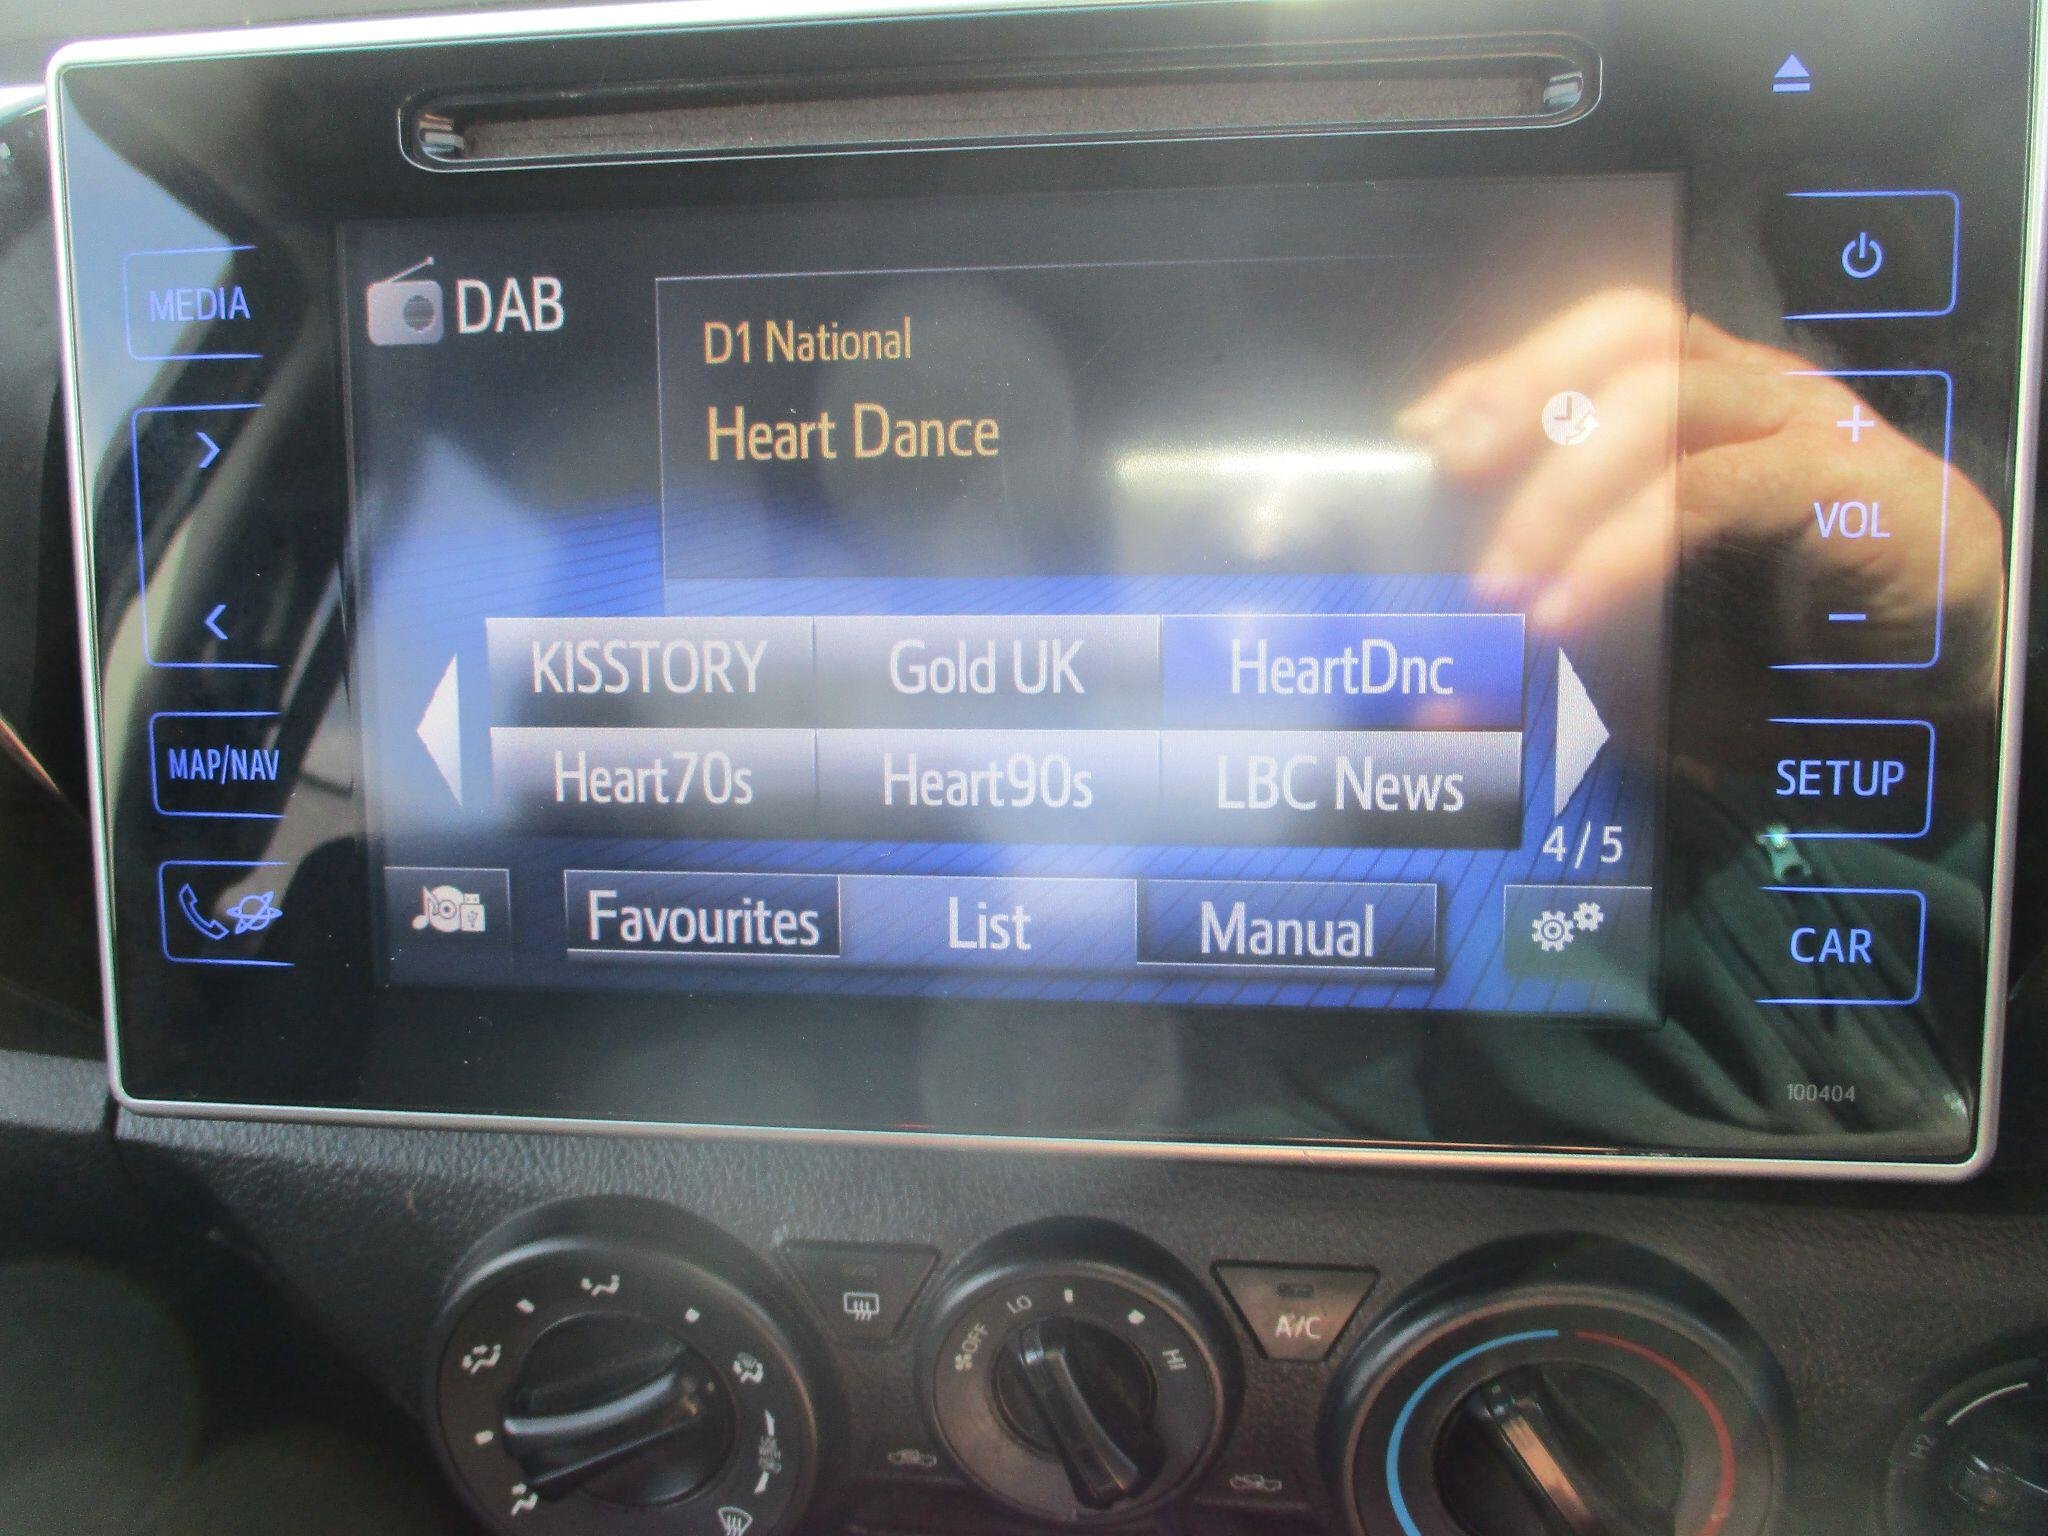 MEDIA
MAP/NAV
DAB
D1 National
Heart Dance
KISSTORY Gold UK HeartDnc
Heart70s Heart90s LBC News
4 / 5
Favourites List Manual
+
VOL
−
SETUP
CAR
100404
OFF LO HI
A/C